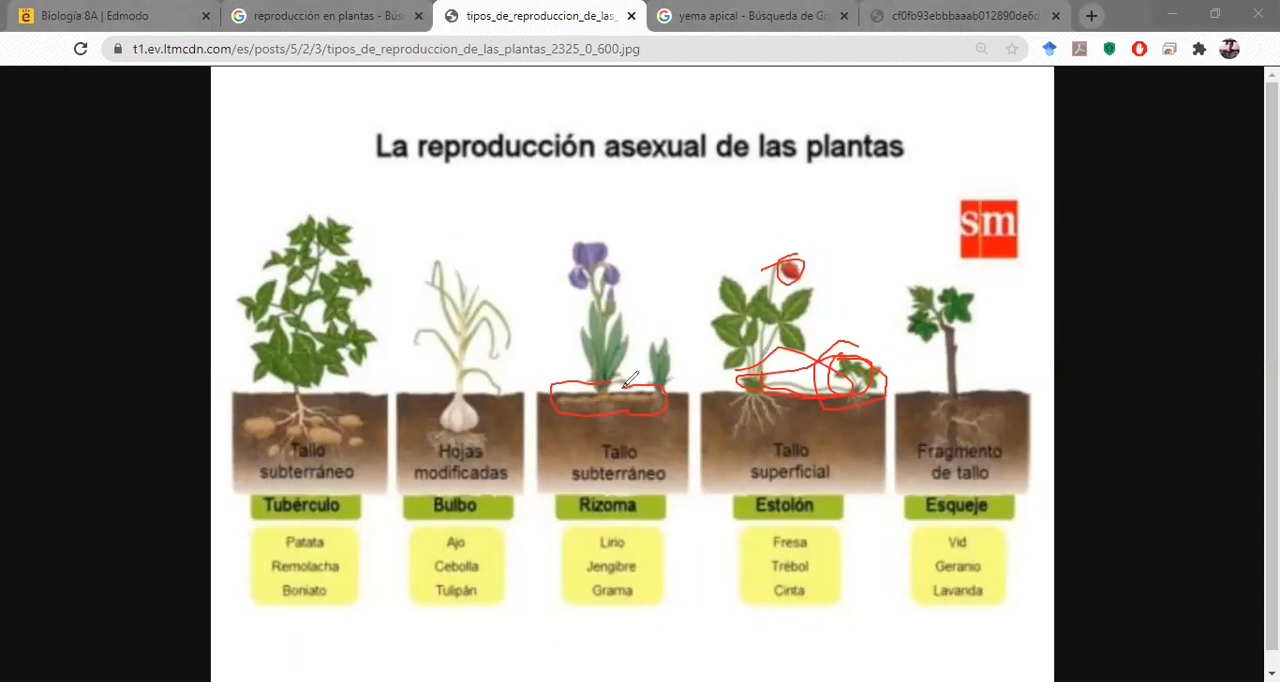 Biología 8A | Edmodo
reproducción en plantas - Bús
tipos_de_reproduccion_de_las_
yema apical - Búsqueda de Go
cf0fb93ebbbaaab012890de6d
t1.ev.ltmcdn.com/es/posts/5/2/3/tipos_de_reproduccion_de_las_plantas_2325_0_600.jpg
La reproducción asexual de las plantas
sm
Tallo
subterráneo
Hojas
modificadas
Tallo
subterráneo
Tallo
superficial
Fragmento
de tallo
Tubérculo
Bulbo
Rizoma
Estolón
Esqueje
Patata
Remolacha
Boniato
Ajo
Cebolla
Tulipán
Lirio
Jengibre
Grama
Fresa
Trébol
Cinta
Vid
Geranio
Lavanda